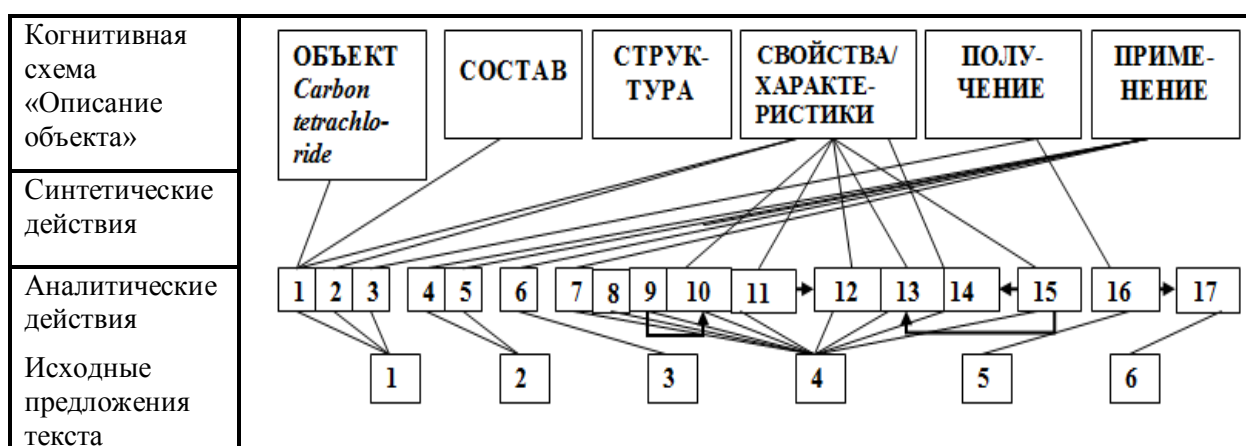 Когнитивная
схема
«Описание
объекта»
ОБЪЕКТ
Carbon
tetrachlo-
ride
СОСТАВ
СТРУК-
ТУРА
СВОЙСТВА/
ХАРАКТЕ-
РИСТИКИ
ПОЛУ-
ЧЕНИЕ
ПРИМЕ-
НЕНИЕ
Синтетические
действия
Аналитические
действия
1 2 3 4 5 6 7 8 9 10 11 12 13 14 15 16 17
Исходные
предложения
текста
1 2 3 4 5 6